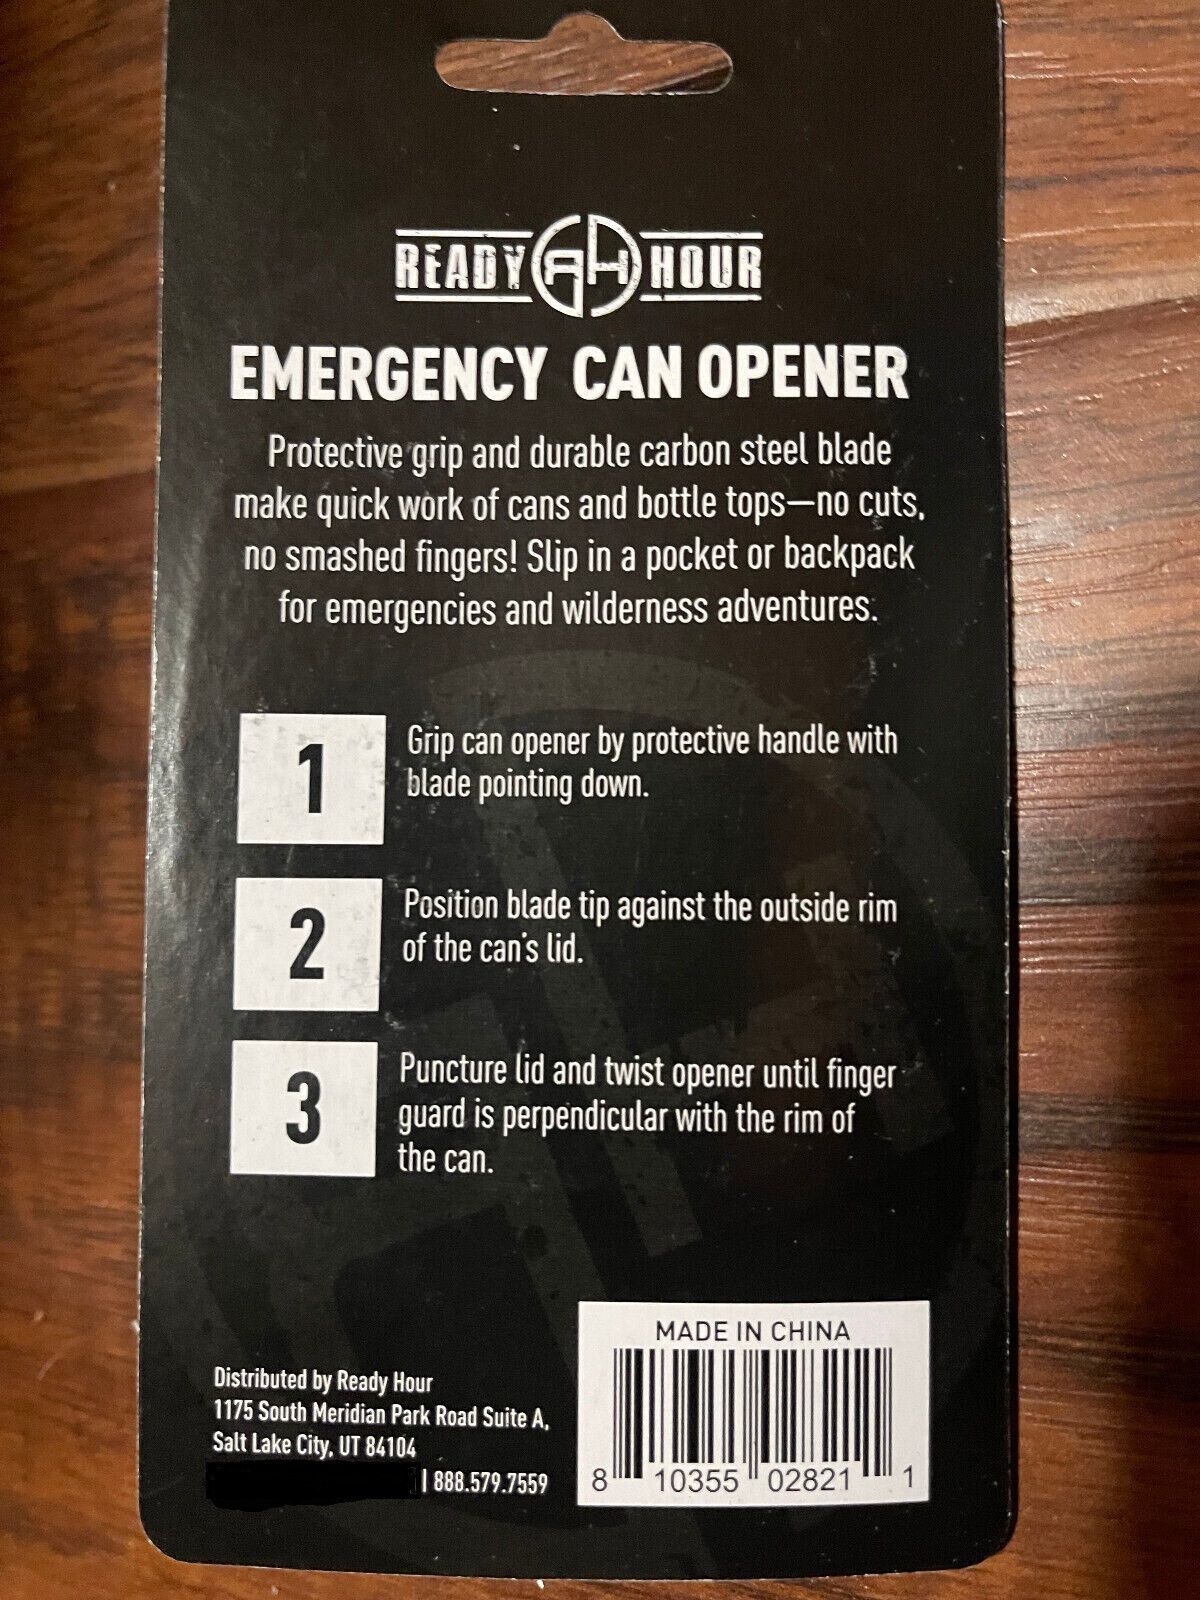 READY RH HOUR
EMERGENCY CAN OPENER
Protective grip and durable carbon steel blade
make quick work of cans and bottle tops—no cuts,
no smashed fingers! Slip in a pocket or backpack
for emergencies and wilderness adventures.
1 Grip can opener by protective handle with
blade pointing down.
2 Position blade tip against the outside rim
of the can's lid.
3 Puncture lid and twist opener until finger
guard is perpendicular with the rim of
the can.
Distributed by Ready Hour
1175 South Meridian Park Road Suite A,
Salt Lake City, UT 84104
| 888.579.7559
MADE IN CHINA
8 10355 02821 1